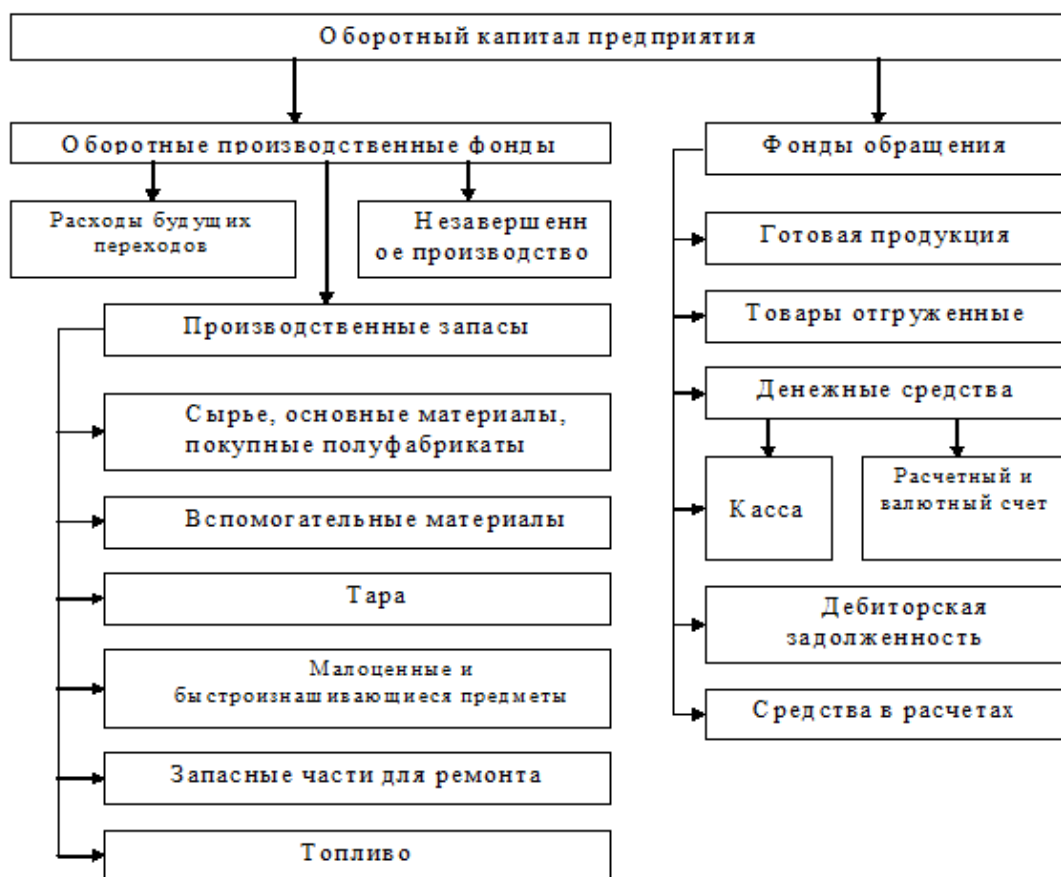 Оборотный капитал предприятия
Оборотные производственные фонды
Фонды обращения
Расходы будущих
переходов
Незавершенн
ое производство
Готовая продукция
Производственные запасы
Товары отгруженные
Денежные средства
Сырье, основные материалы,
покупные полуфабрикаты
Касса
Расчетный и
валютный счет
Вспомогательные материалы
Тара
Дебиторская
задолженность
Малоценные и
быстроизнашивающиеся предметы
Средства в расчетах
Запасные части для ремонта
Топливо